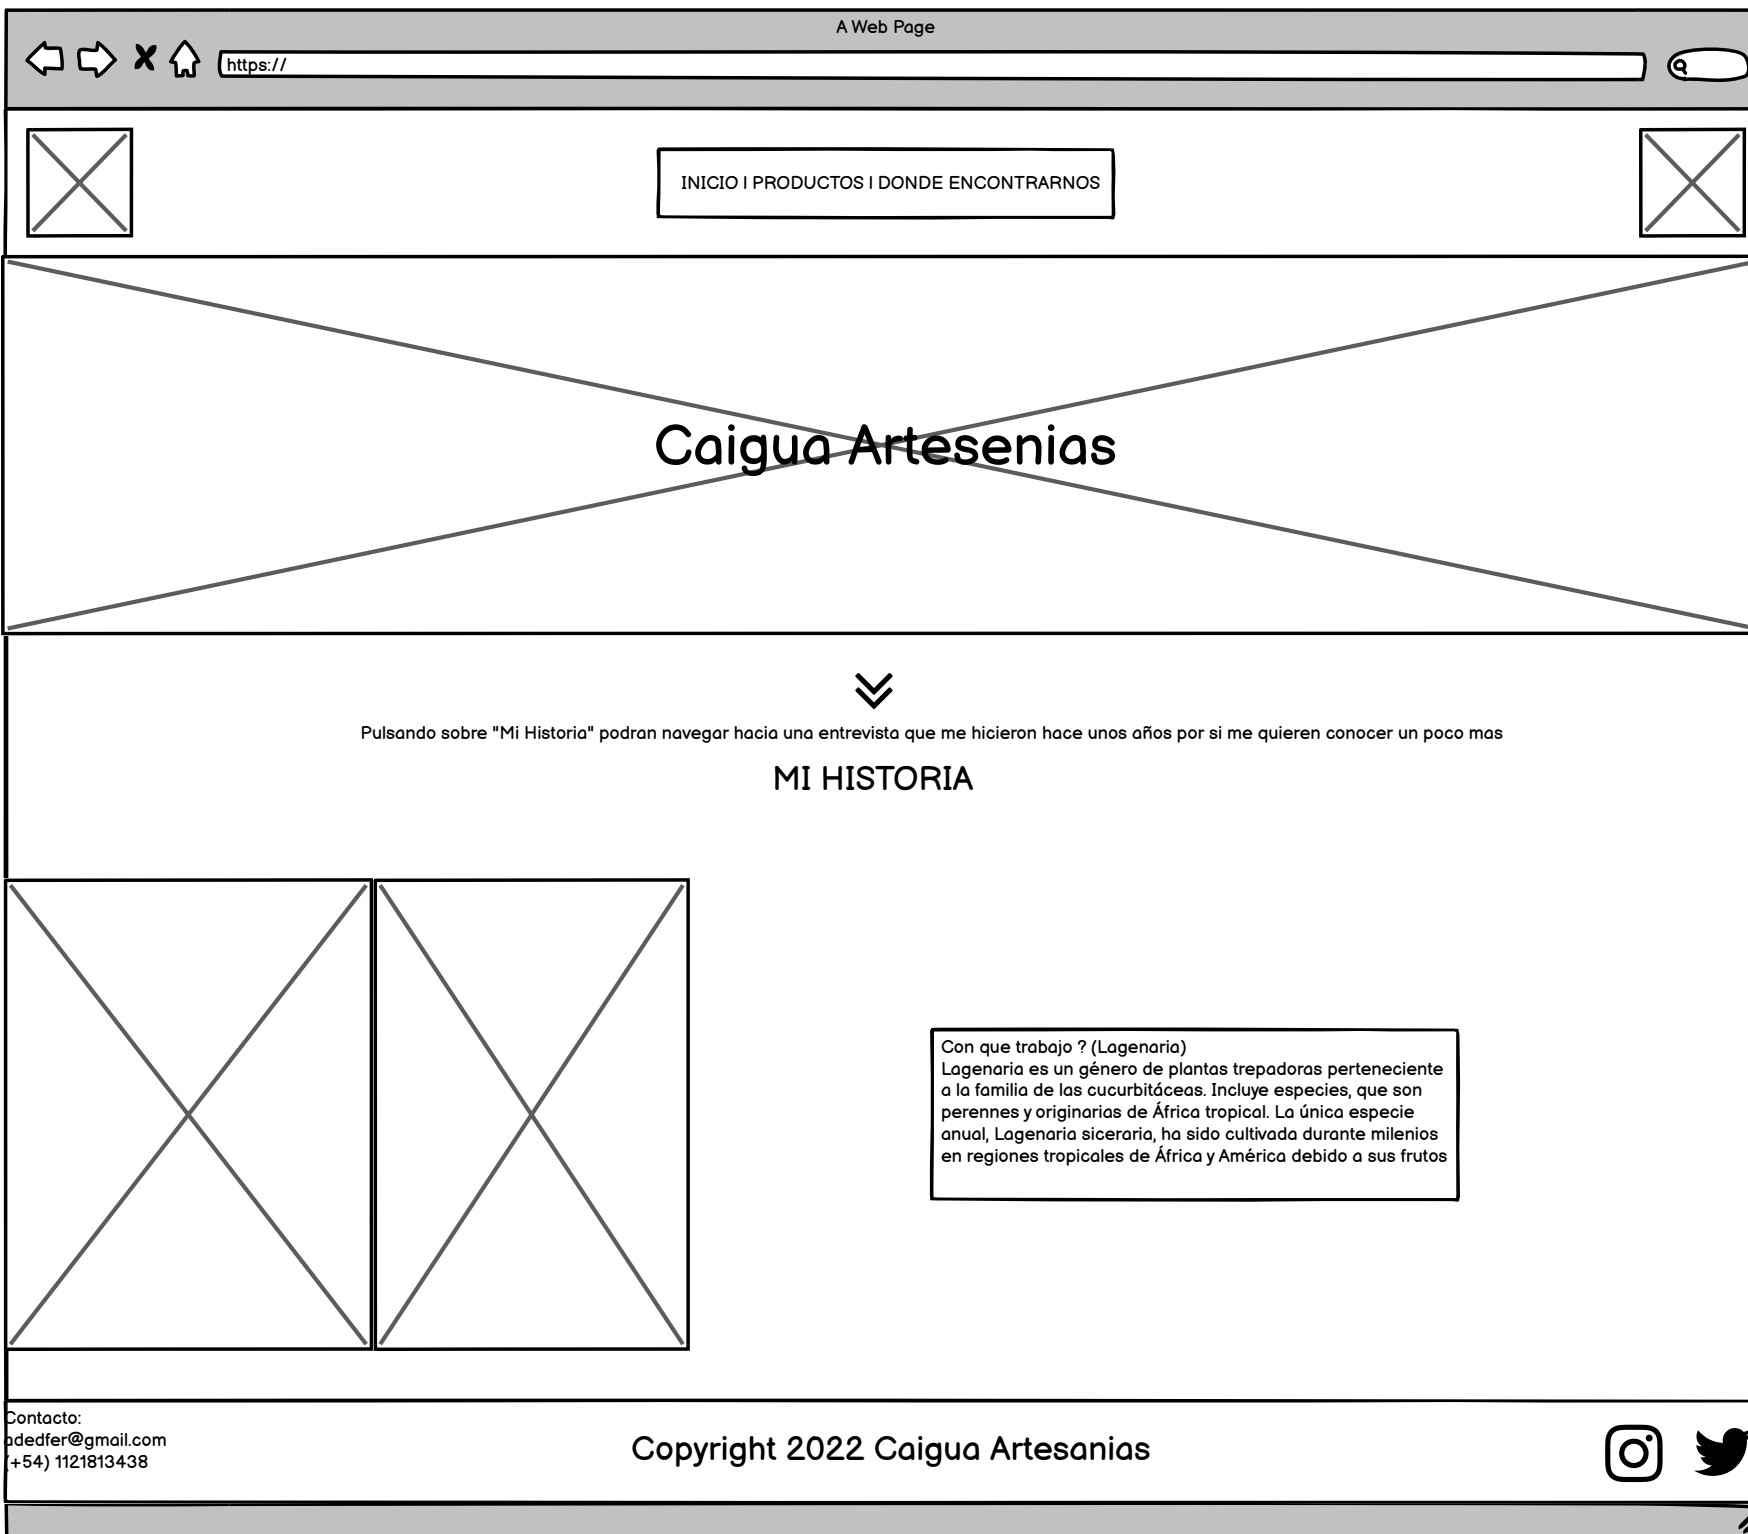 A Web Page
https://
INICIO | PRODUCTOS | DONDE ENCONTRARNOS
Caigua Artesenias
Pulsando sobre "Mi Historia" podran navegar hacia una entrevista que me hicieron hace unos años por si me quieren conocer un poco mas
MI HISTORIA
Con que trabajo ? (Lagenaria)
Lagenaria es un género de plantas trepadoras perteneciente
a la familia de las cucurbitáceas. Incluye especies, que son
perennes y originarias de África tropical. La única especie
anual, Lagenaria siceraria, ha sido cultivada durante milenios
en regiones tropicales de África y América debido a sus frutos
Contacto:
adedfer@gmail.com
(+54) 1121813438
Copyright 2022 Caigua Artesanias